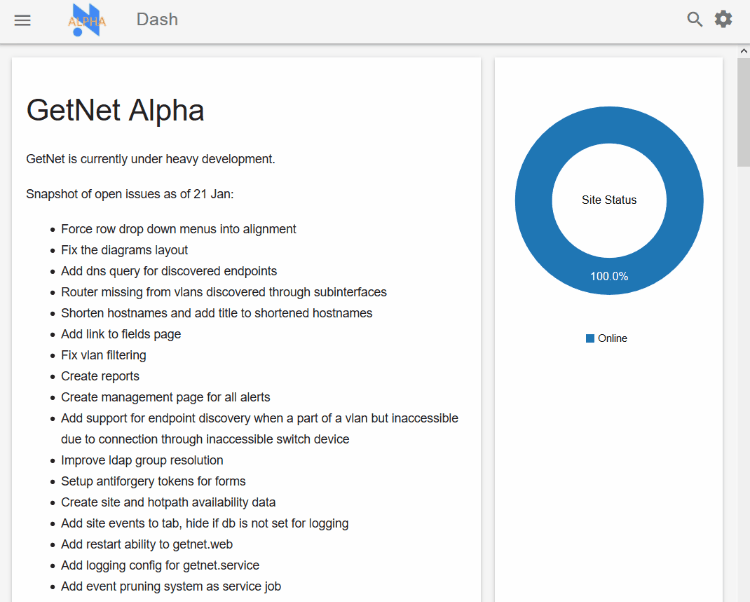 ALPHA
Dash
GetNet Alpha
GetNet is currently under heavy development.
Snapshot of open issues as of 21 Jan:
Force row drop down menus into alignment
Fix the diagrams layout
Add dns query for discovered endpoints
Router missing from vlans discovered through subinterfaces
Shorten hostnames and add title to shortened hostnames
Add link to fields page
Fix vlan filtering
Create reports
Create management page for all alerts
Add support for endpoint discovery when a part of a vlan but inaccessible
due to connection through inaccessible switch device
Improve ldap group resolution
Setup antiforgery tokens for forms
Create site and hotpath availability data
Add site events to tab, hide if db is not set for logging
Add restart ability to getnet.web
Add logging config for getnet.service
Add event pruning system as service job
Site Status
100.0%
Online